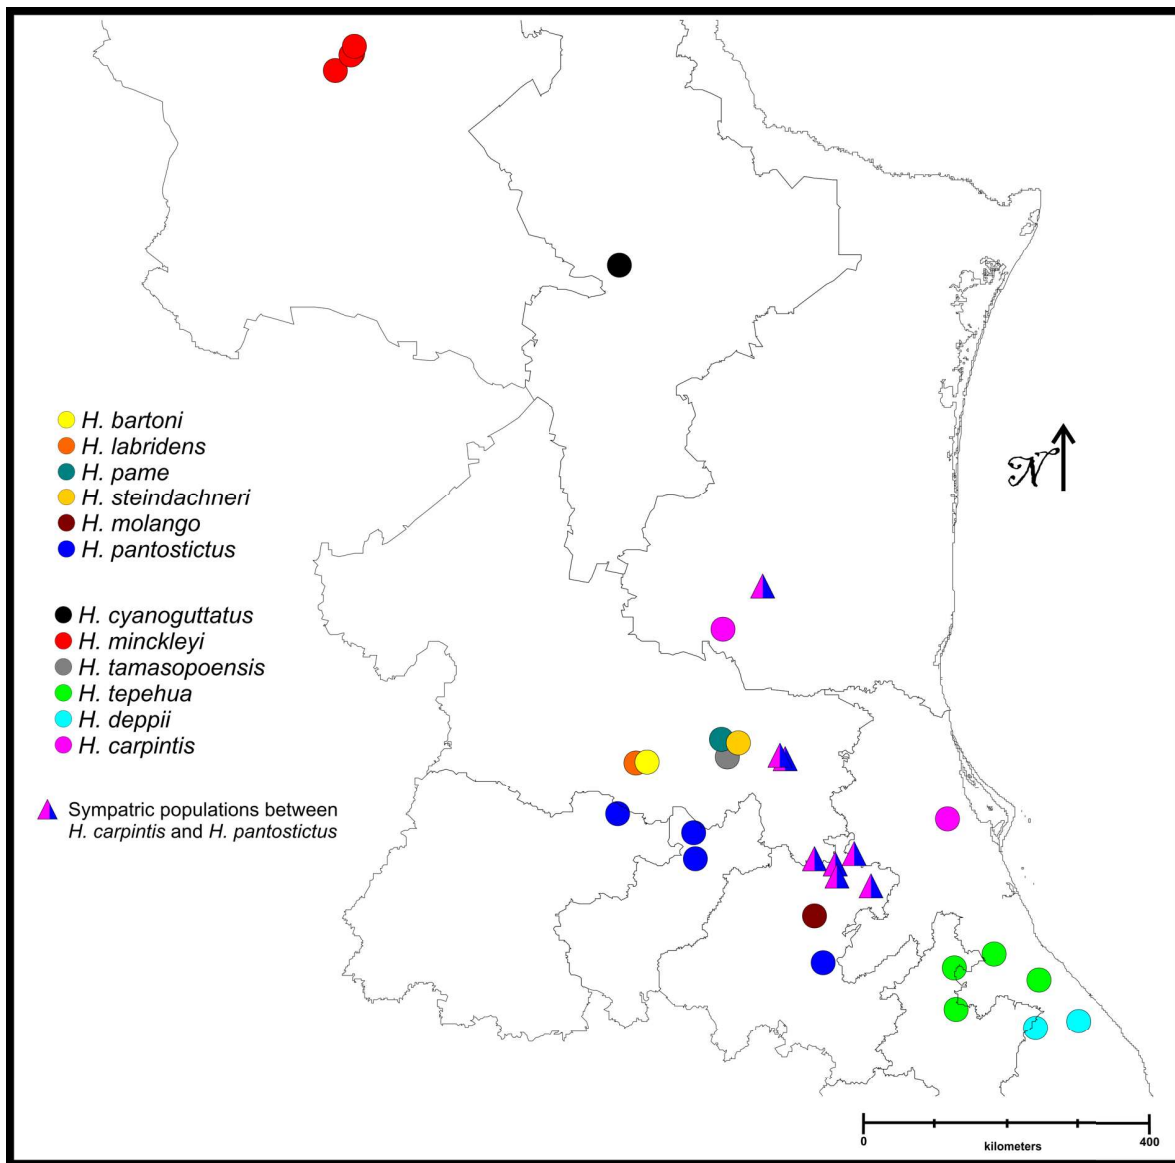 H. bartoni
H. labridens
H. pame
H. steindachneri
H. molango
H. pantostictus
H. cyanoguttatus
H. minckleyi
H. tamasopoensis
H. tepehua
H. deppii
H. carpintis
Sympatric populations between
H. carpintis and H. pantostictus
N
0
400
kilometers